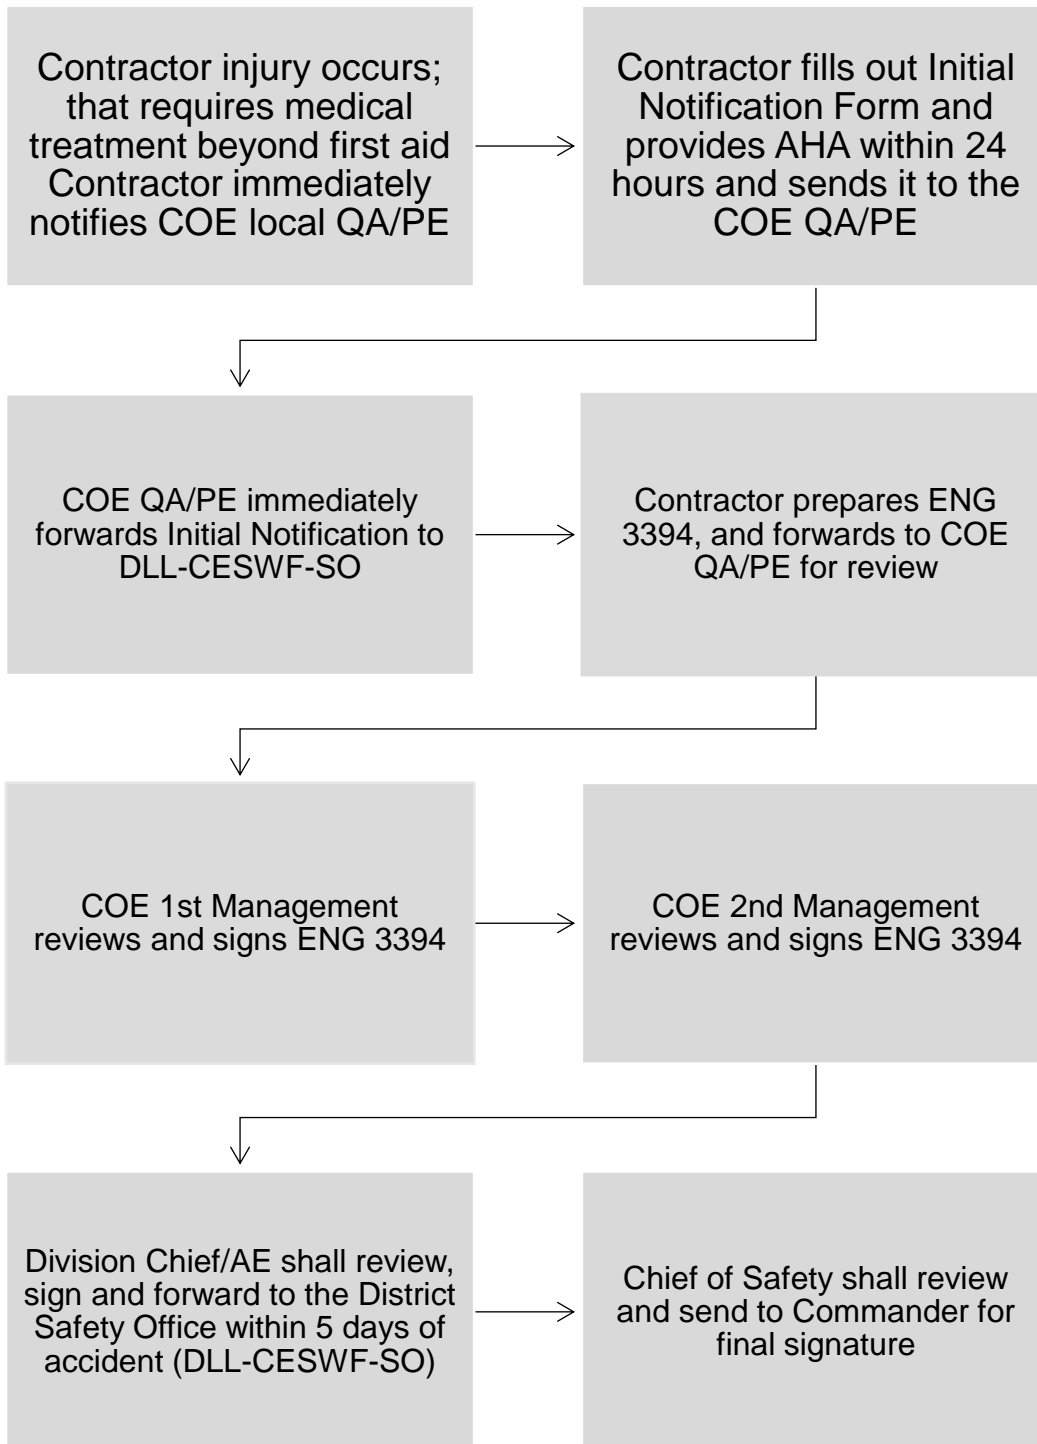 Contractor injury occurs;
that requires medical
treatment beyond first aid
Contractor immediately
notifies COE local QA/PE
Contractor fills out Initial
Notification Form and
provides AHA within 24
hours and sends it to the
COE QA/PE
COE QA/PE immediately
forwards Initial Notification to
DLL-CESWF-SO
Contractor prepares ENG
3394, and forwards to COE
QA/PE for review
COE 1st Management
reviews and signs ENG 3394
COE 2nd Management
reviews and signs ENG 3394
Division Chief/AE shall review,
sign and forward to the District
Safety Office within 5 days of
accident (DLL-CESWF-SO)
Chief of Safety shall review
and send to Commander for
final signature